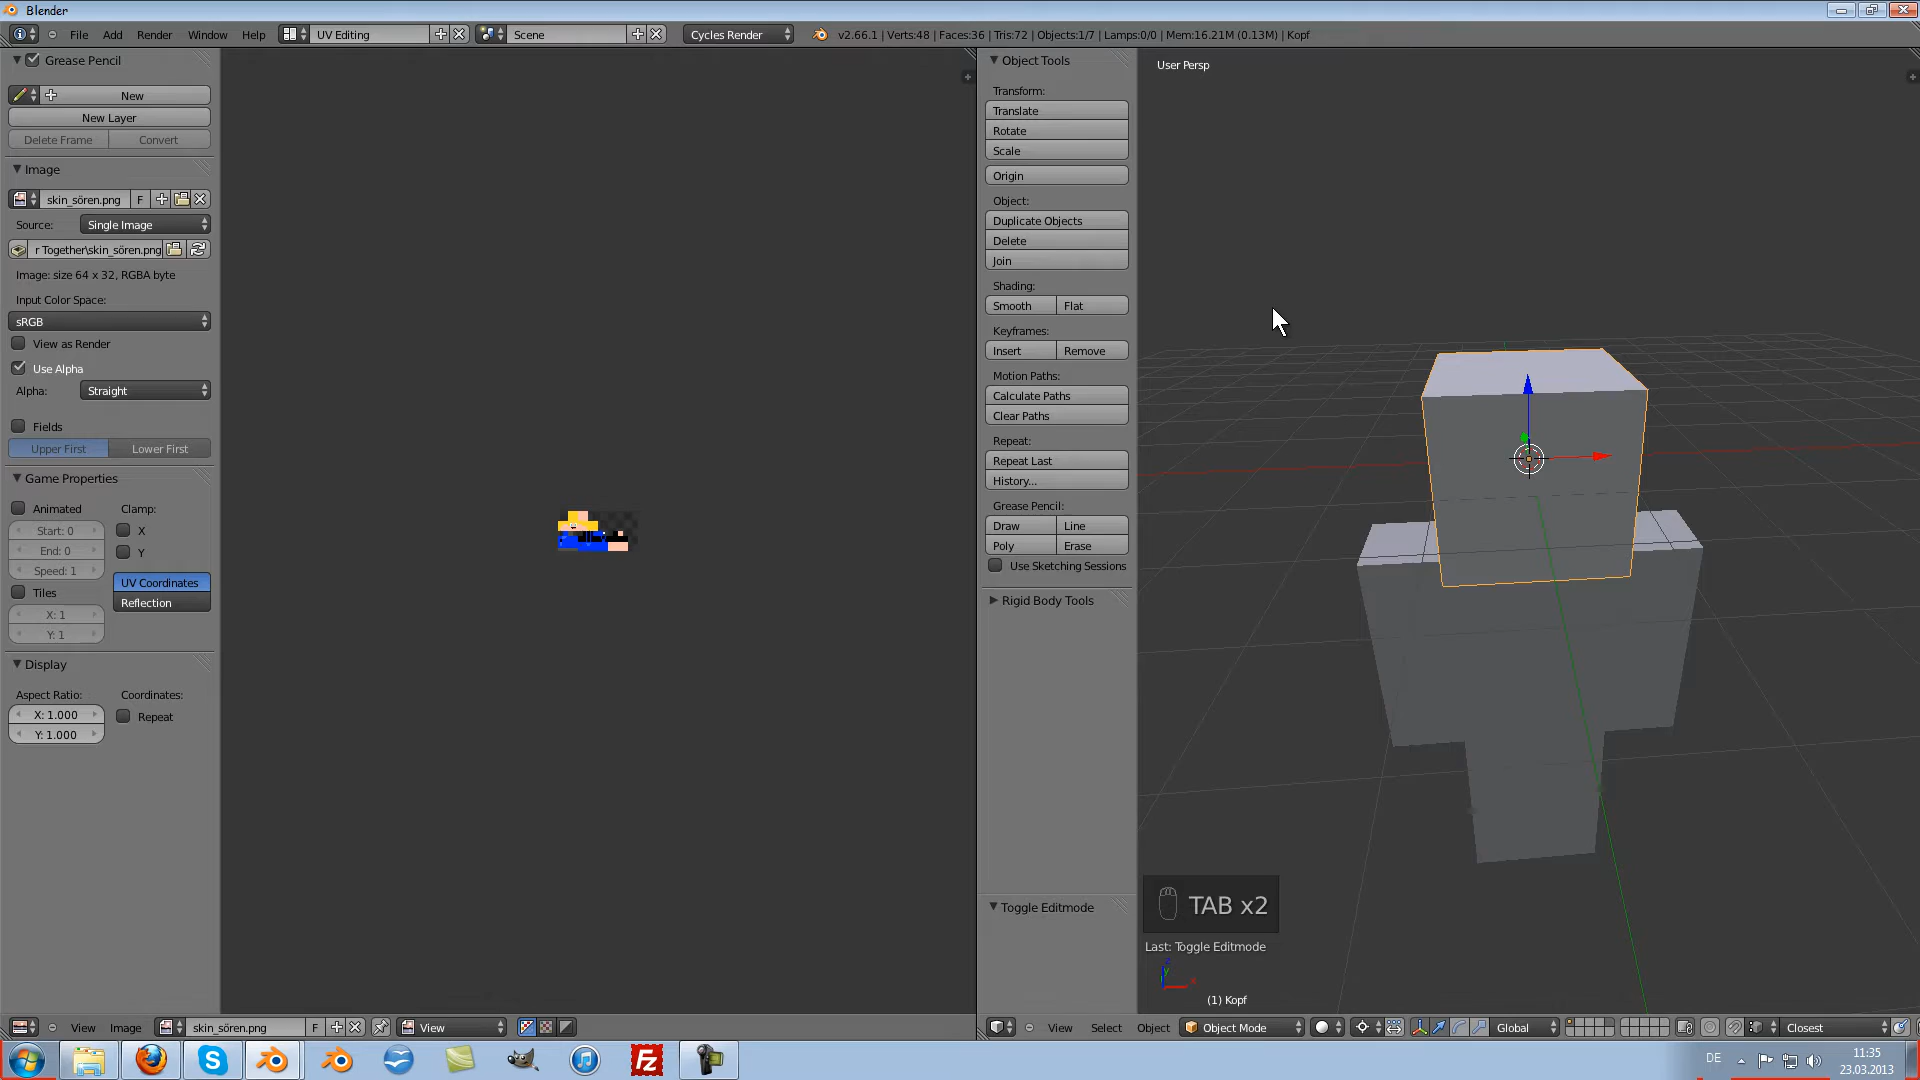 Blender
File Add Render Window Help UV Editing Scene Cycles Render v2.66.1 | Verts:48 | Faces:36 | Tris:72 | Objects:1/7 | Lamps:0/0 | Mem:16.21M (0.13M) | Kopf
Grease Pencil
New
New Layer
Delete Frame Convert
Image
skin_sören.png F
Source: Single Image
r Together\skin_sören.png
Image: size 64 x 32, RGBA byte
Input Color Space:
sRGB
View as Render
Use Alpha
Alpha: Straight
Fields
Upper First Lower First
Game Properties
Animated Clamp:
Start: 0 X
End: 0 Y
Speed: 1
UV Coordinates
Tiles
Reflection
X: 1
Y: 1
Display
Aspect Ratio: Coordinates:
X: 1.000 Repeat
Y: 1.000
Object Tools
Transform:
Translate
Rotate
Scale
Origin
Object:
Duplicate Objects
Delete
Join
Shading:
Smooth Flat
Keyframes:
Insert Remove
Motion Paths:
Calculate Paths
Clear Paths
Repeat:
Repeat Last
History...
Grease Pencil:
Draw Line
Poly Erase
Use Sketching Sessions
Rigid Body Tools
Toggle Editmode
User Persp
TAB x2
Last: Toggle Editmode
(1) Kopf
View Image skin_sören.png F View
View Select Object Object Mode Global Closest
DE
11:35
23.03.2013